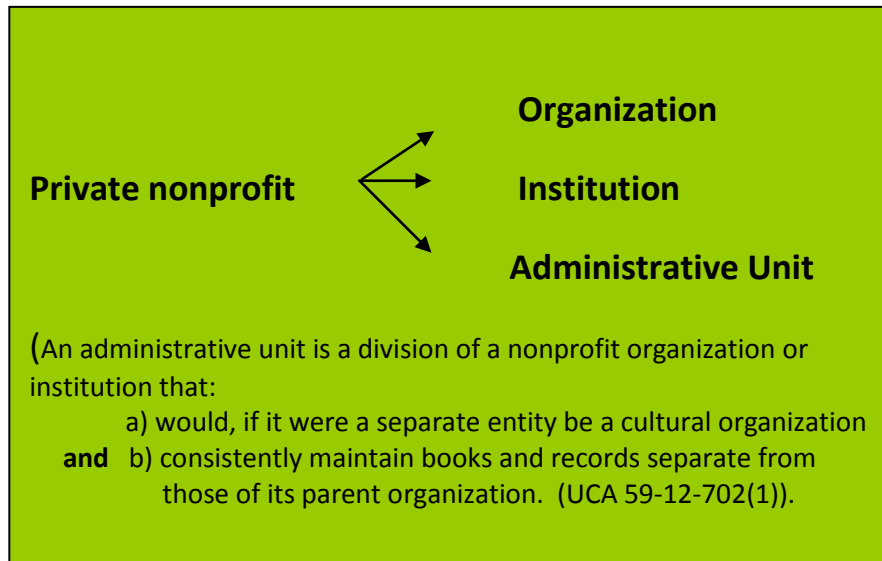 Organization
Private nonprofit Institution
Administrative Unit
(An administrative unit is a division of a nonprofit organization or
institution that:
a) would, if it were a separate entity be a cultural organization
and b) consistently maintain books and records separate from
those of its parent organization. (UCA 59-12-702(1)).